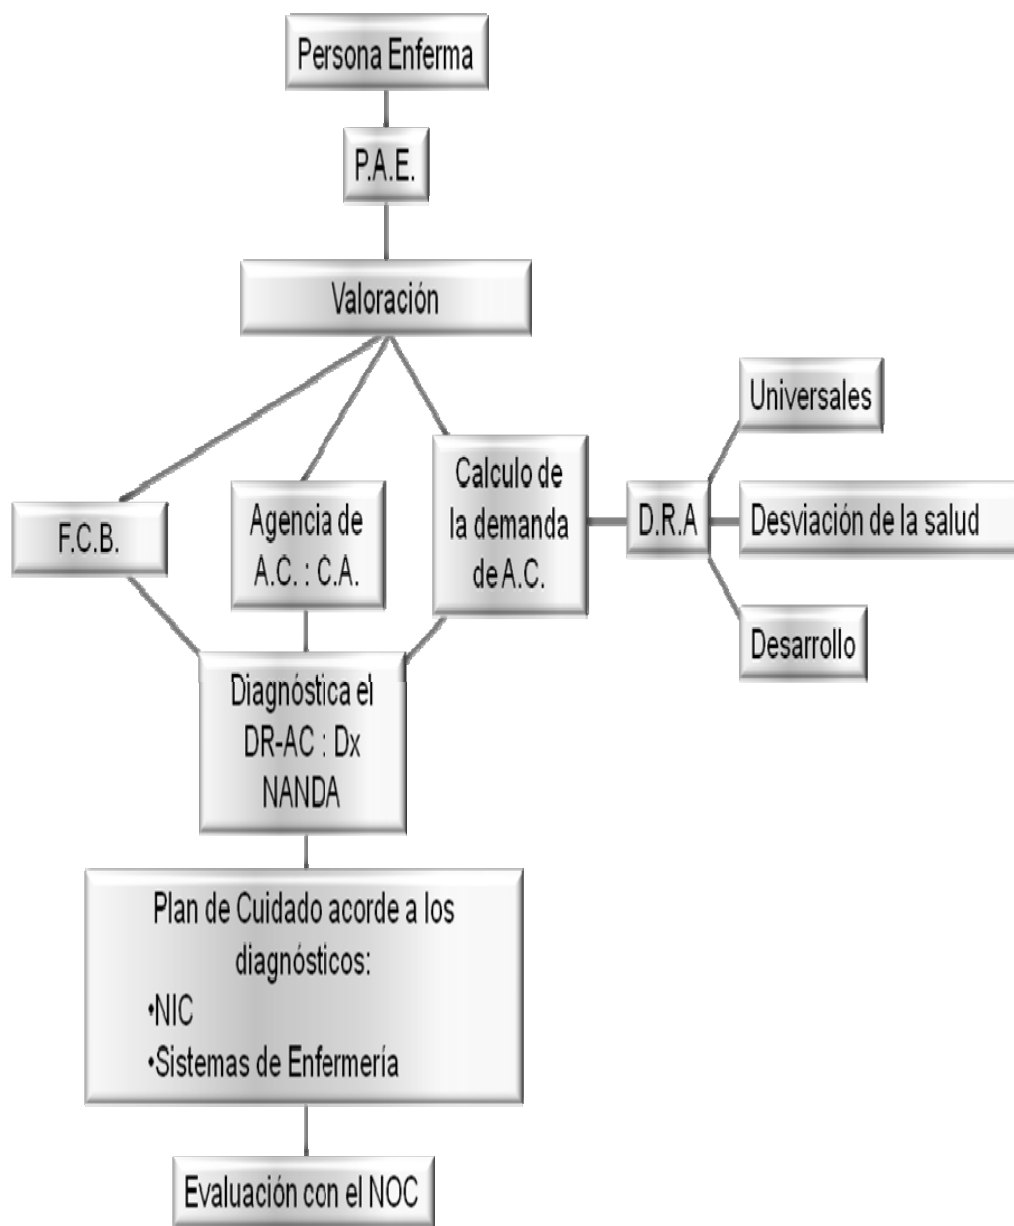 Persona Enferma
P.A.E.
Valoración
F.C.B.
Agencia de
A.C. : C.A.
Calculo de
la demanda
de A.C.
D.R.A
Universales
Desviación de la salud
Desarrollo
Diagnóstica el
DR-AC : Dx
NANDA
Plan de Cuidado acorde a los
diagnósticos:
•NIC
•Sistemas de Enfermería
Evaluación con el NOC